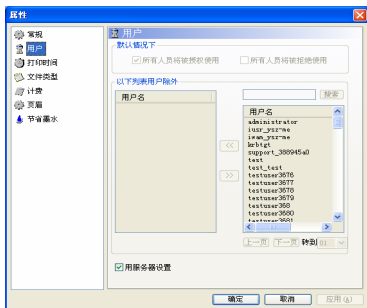 属性
常规
用户
打印时间
文件类型
计费
页眉
节省墨水
用户
默认情况下
所有人员将被授权使用
所有人员将被拒绝使用
以下列表用户除外
用户名
搜索
<<
>>
用户名
administrator
iusr_ysz-me
iwam_ysz-me
krbtgt
support_388945a0
test
test_test
testuser3676
testuser3677
testuser3678
testuser3679
testuser368
testuser3680
testuser3681
上一页 下一页 转到 01
用服务器设置
确定 取消 应用(A)